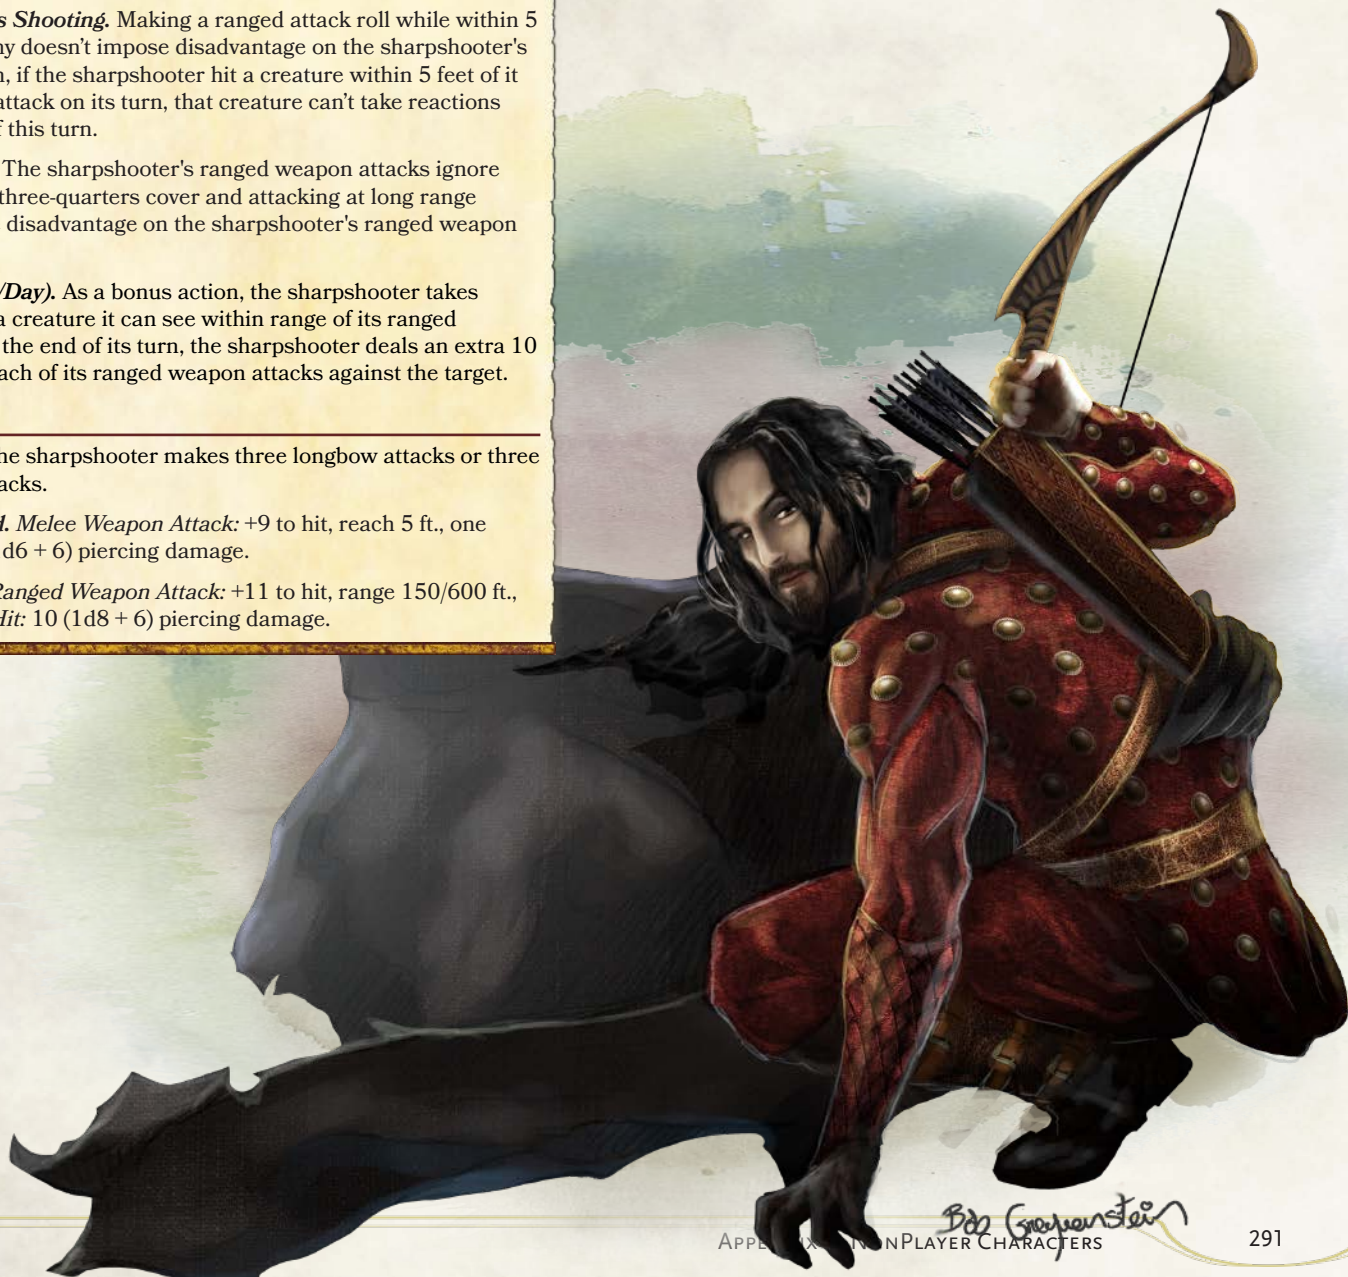 s Shooting. Making a ranged attack roll while within 5
ny doesn't impose disadvantage on the sharpshooter's
n, if the sharpshooter hit a creature within 5 feet of it
attack on its turn, that creature can't take reactions
f this turn.
The sharpshooter's ranged weapon attacks ignore
three-quarters cover and attacking at long range
disadvantage on the sharpshooter's ranged weapon
/Day). As a bonus action, the sharpshooter takes
a creature it can see within range of its ranged
the end of its turn, the sharpshooter deals an extra 10
ach of its ranged weapon attacks against the target.
he sharpshooter makes three longbow attacks or three
acks.
d. Melee Weapon Attack: +9 to hit, reach 5 ft., one
d6 + 6) piercing damage.
Ranged Weapon Attack: +11 to hit, range 150/600 ft.,
Hit: 10 (1d8 + 6) piercing damage.
Bob
NonPlayer Characters
291